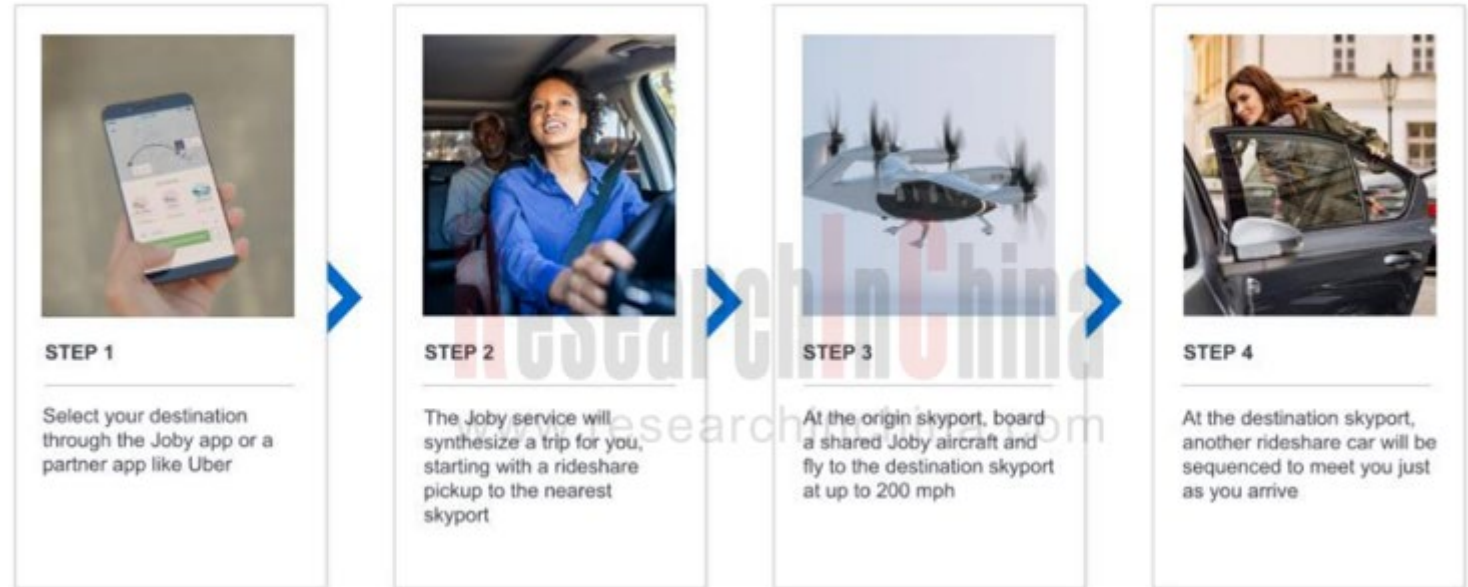 STEP 1
Select your destination
through the Joby app or a
partner app like Uber
STEP 2
The Joby service will
synthesize a trip for you,
starting with a rideshare
pickup to the nearest
skyport
STEP 3
At the origin skyport, board
a shared Joby aircraft and
fly to the destination skyport
at up to 200 mph
STEP 4
At the destination skyport,
another rideshare car will be
sequenced to meet you just
as you arrive
ResearchInChina
www.researchinchina.com